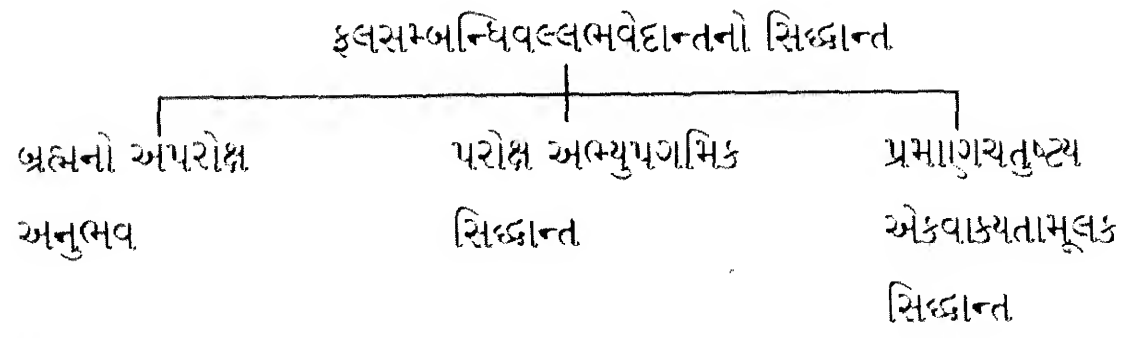 ફલસમ્બન્ધિવલ્લભવેદાન્તનો સિદ્ધાન્ત
બ્રહ્મનો અપરોક્ષ પરોક્ષ અભ્યુપગમિક પ્રમાણચતુષ્ટય
અનુભવ સિદ્ધાન્ત એકવાક્યતામૂલક
સિદ્ધાન્ત